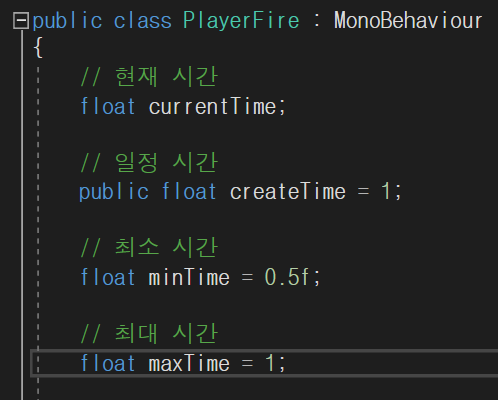 public class PlayerFire : MonoBehaviour
{
// 현재 시간
float currentTime;
// 일정 시간
public float createTime = 1;
// 최소 시간
float minTime = 0.5f;
// 최대 시간
float maxTime = 1;